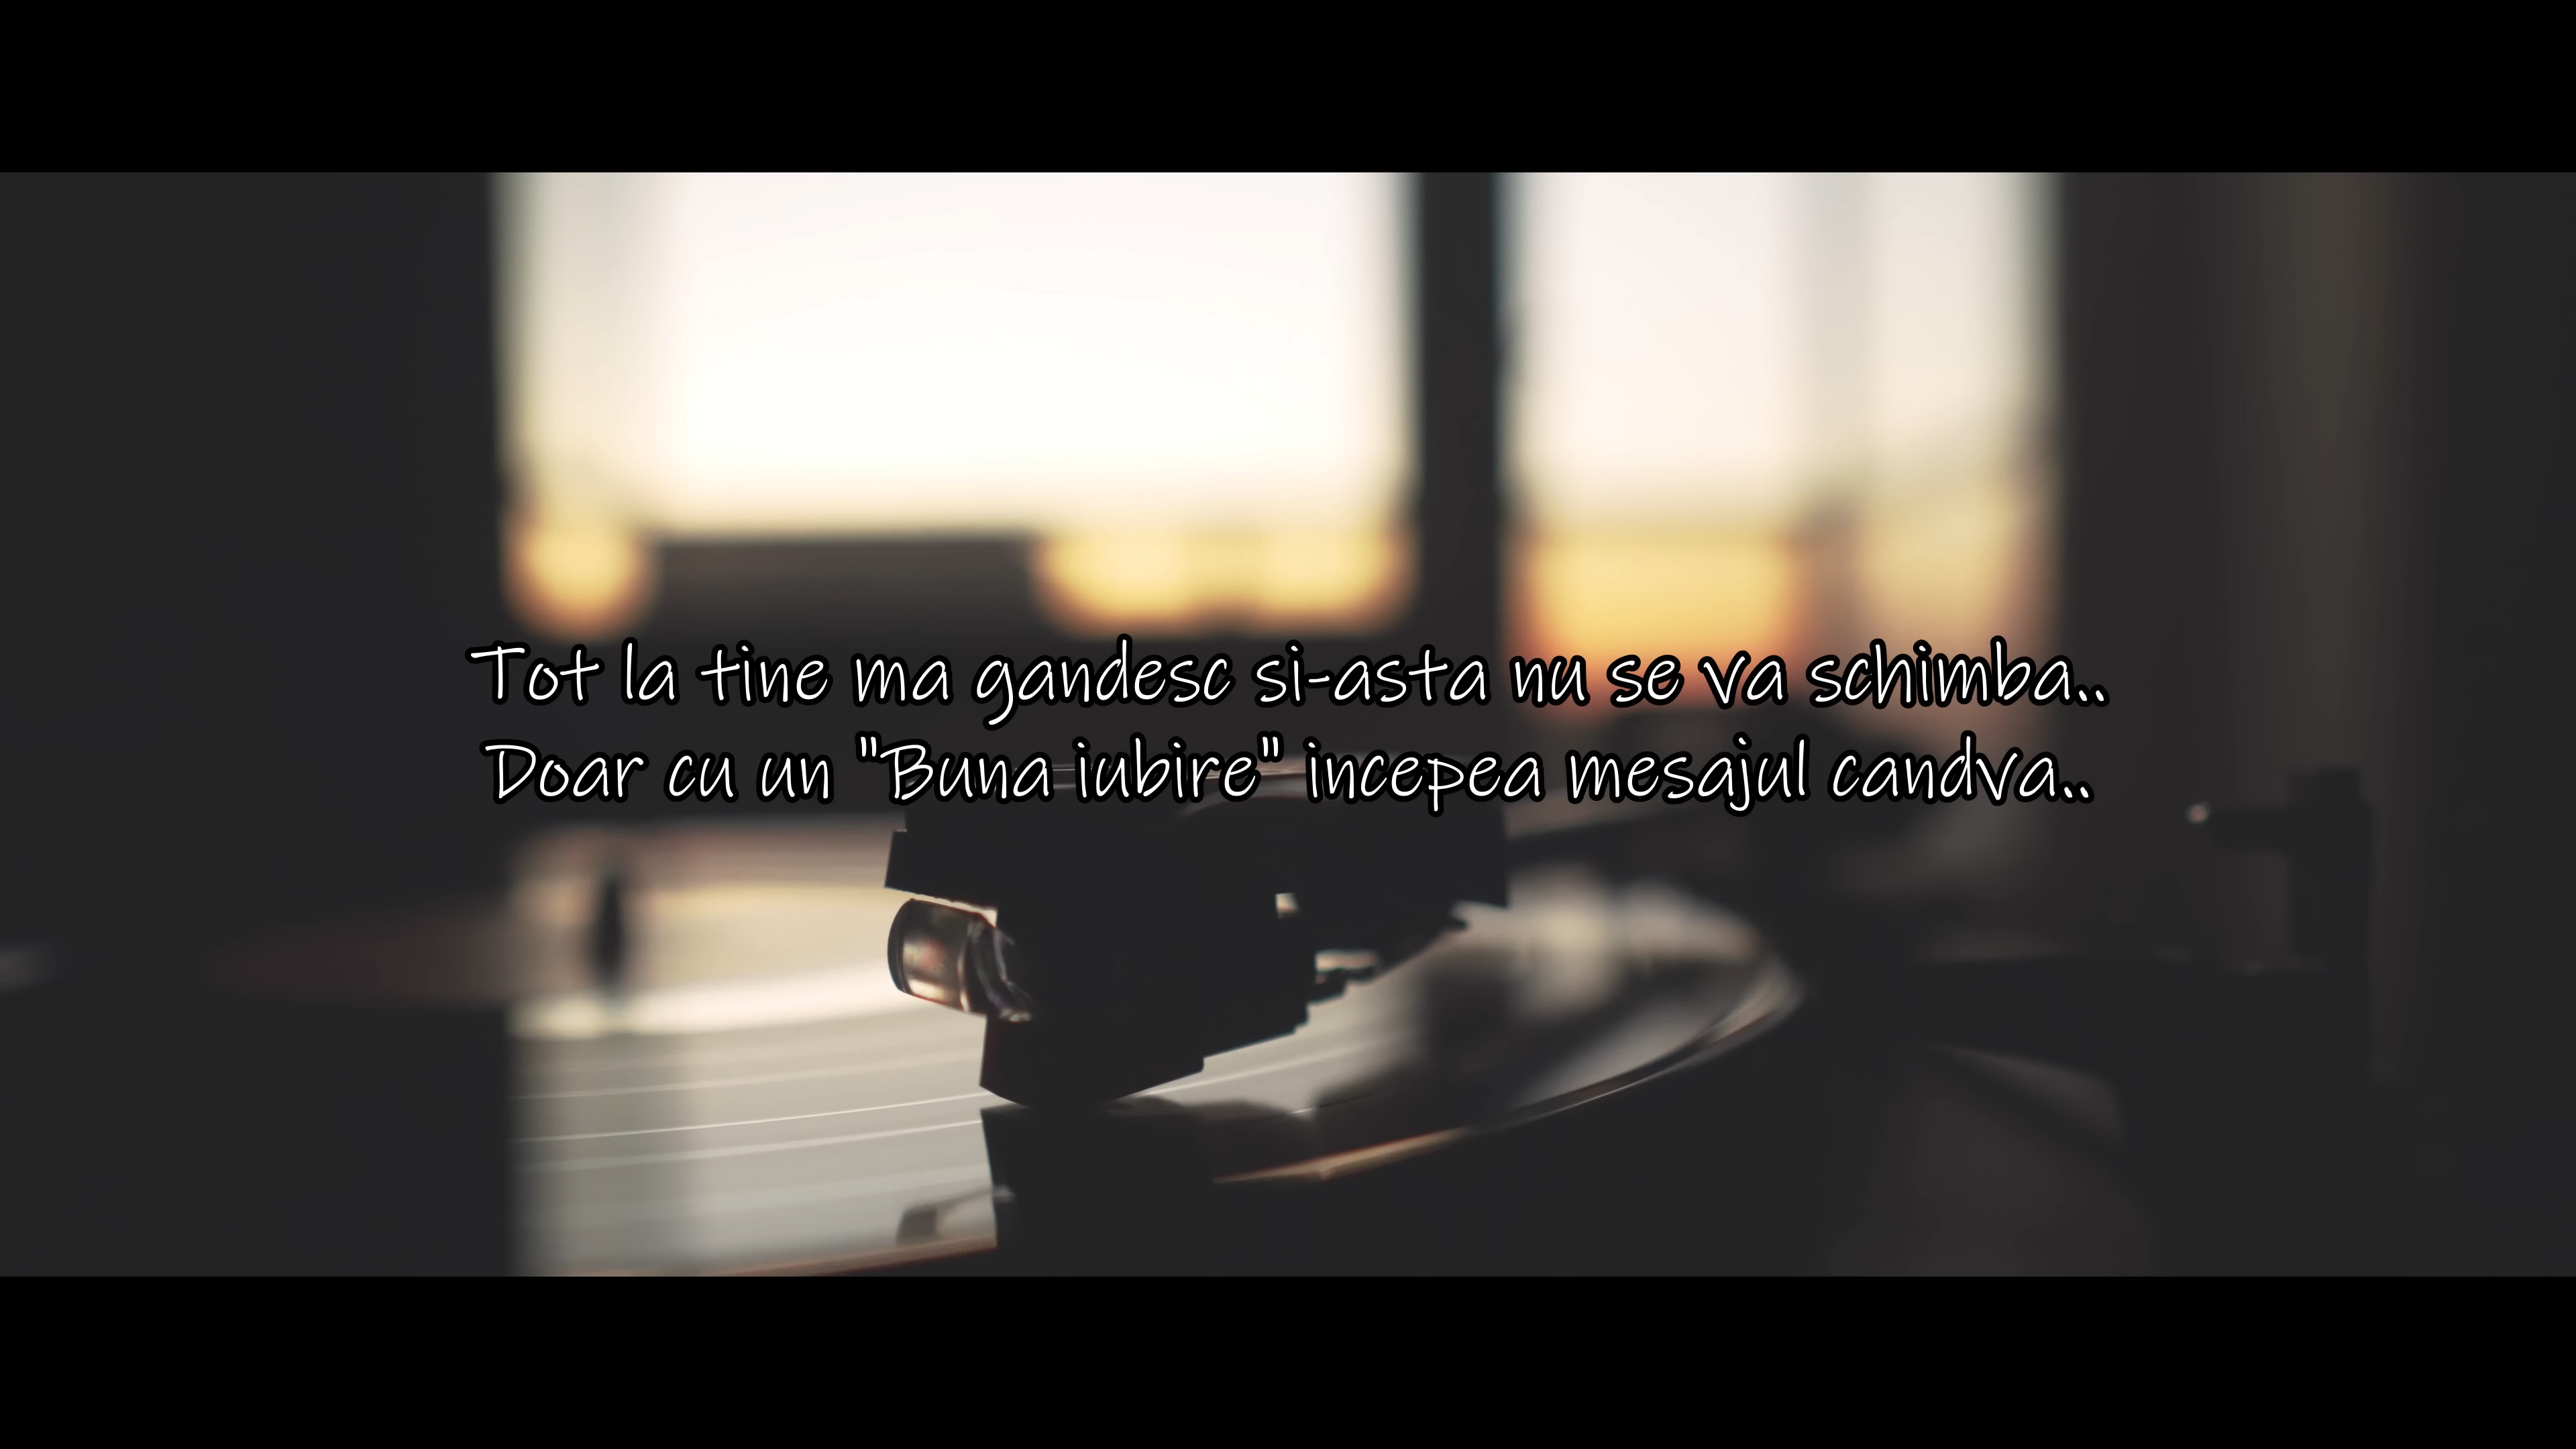 Tot la tine ma gandesc si-asta nu se va schimba..
Doar cu un "Buna iubire" incepea mesajul candva..